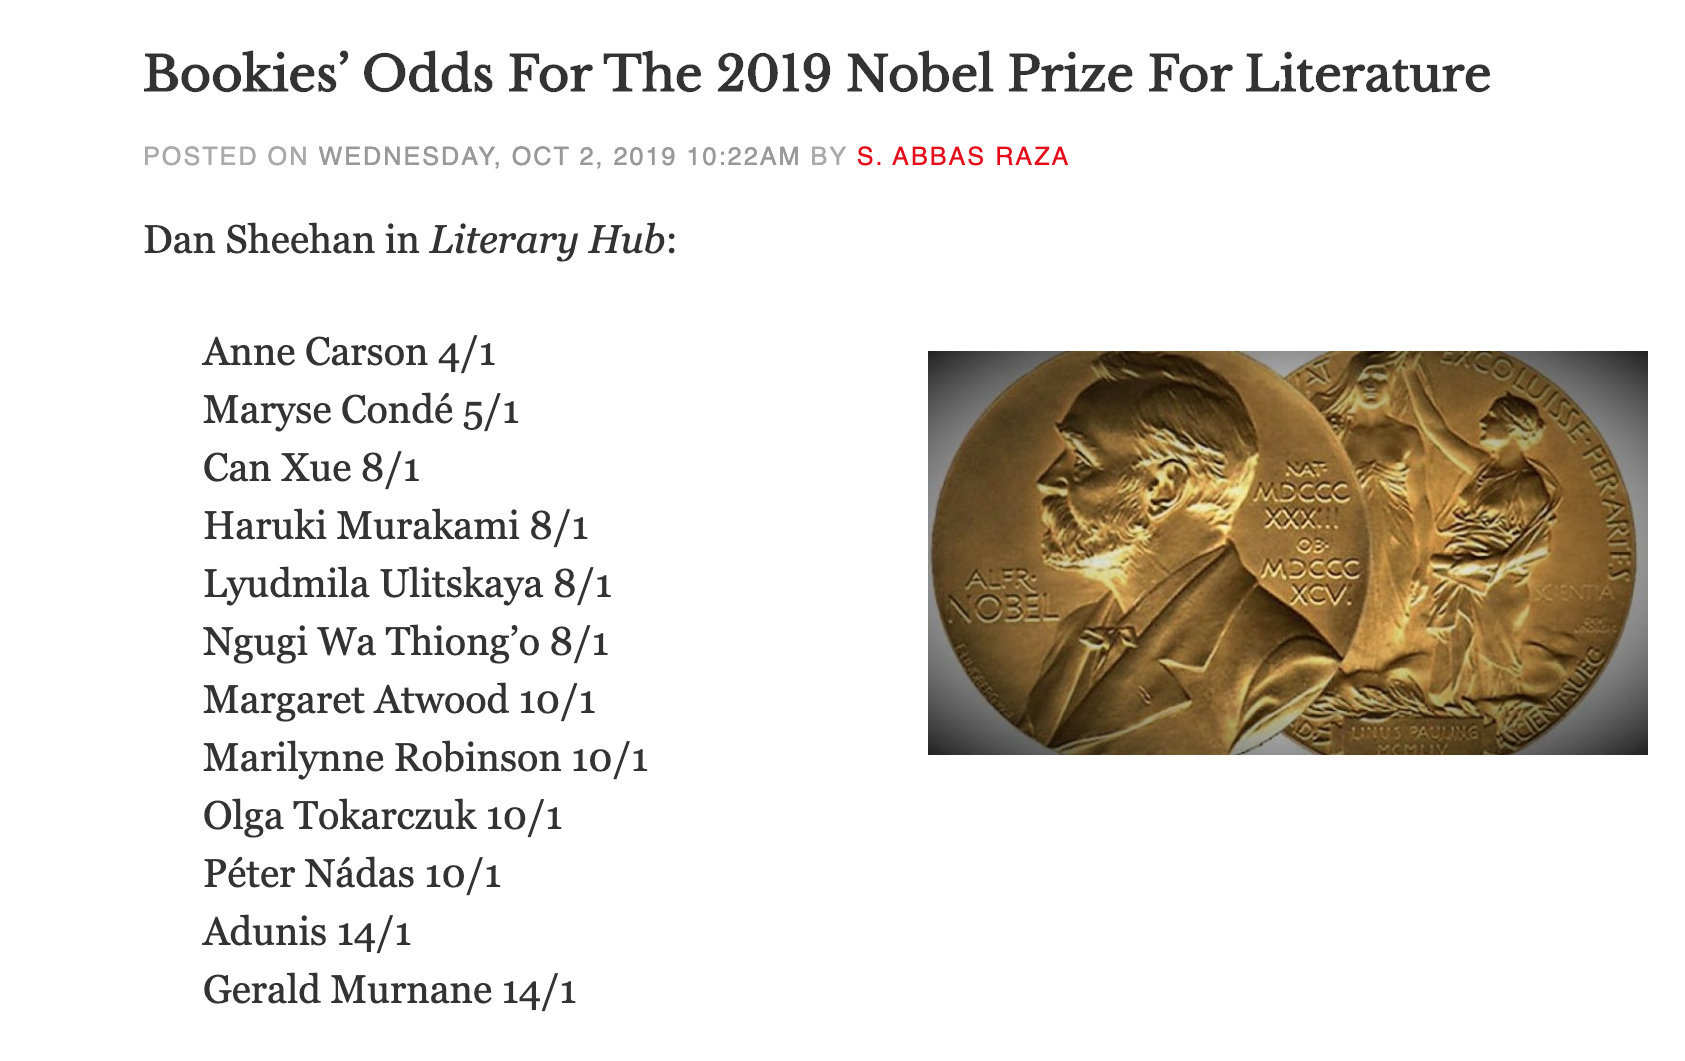 Bookies’ Odds For The 2019 Nobel Prize For Literature
POSTED ON WEDNESDAY, OCT 2, 2019 10:22AM BY S. ABBAS RAZA
Dan Sheehan in Literary Hub:
Anne Carson 4/1
Maryse Condé 5/1
Can Xue 8/1
Haruki Murakami 8/1
Lyudmila Ulitskaya 8/1
Ngugi Wa Thiong’o 8/1
Margaret Atwood 10/1
Marilynne Robinson 10/1
Olga Tokarczuk 10/1
Péter Nádas 10/1
Adunis 14/1
Gerald Murnane 14/1
ALFR·
NOBEL
NAT·
MDCCC
XXXIII
OB·
MDCCC
XCV.
EXCOLUISSE·PER·ARTES
SCIENTIA
LINUS PAULING
MCMLIV